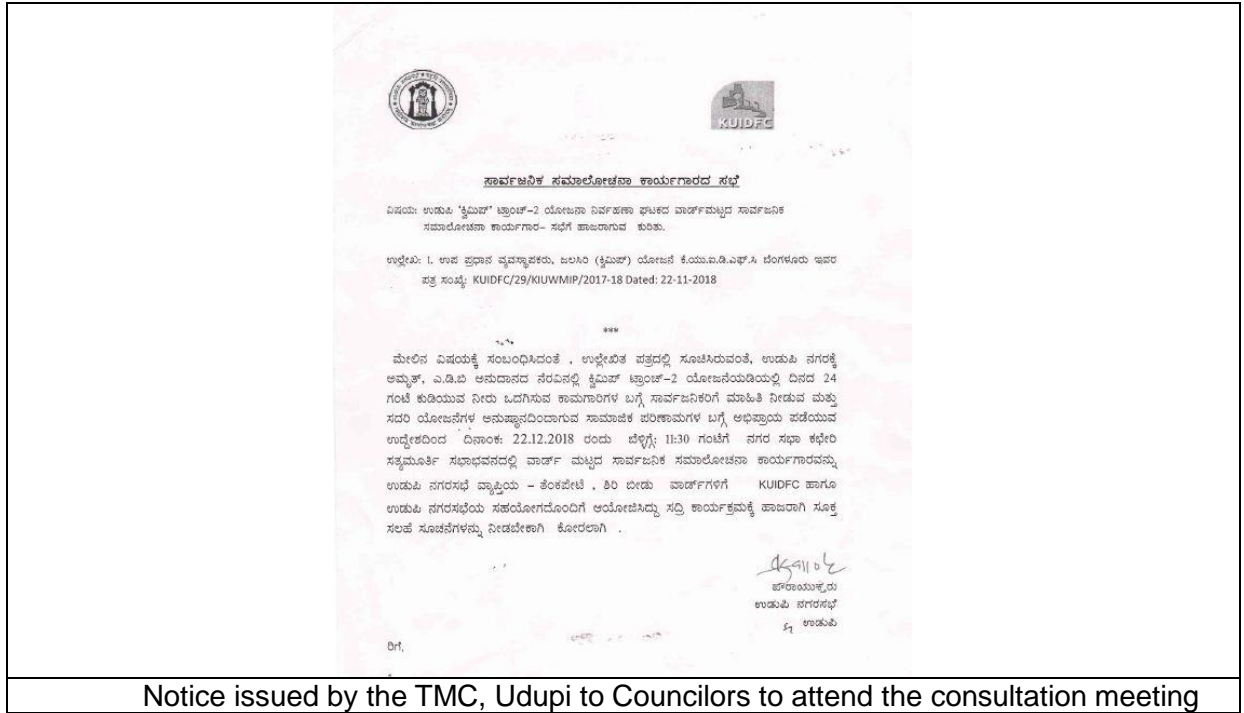 KUIDFC
ಸಾರ್ವಜನಿಕ ಸಮಾಲೋಚನಾ ಕಾರ್ಯಗಾರದ ಸಭೆ
ವಿಷಯ: ಉಡುಪಿ 'ಕ್ವಿಮಿಪ್' ಟ್ರಾಂಚ್–2 ಯೋಜನಾ ನಿರ್ವಹಣಾ ಘಟಕದ ವಾರ್ಡ್‌ಮಟ್ಟದ ಸಾರ್ವಜನಿಕ
ಸಮಾಲೋಚನಾ ಕಾರ್ಯಗಾರ– ಸಭೆಗೆ ಹಾಜರಾಗುವ ಕುರಿತು.
ಉಲ್ಲೇಖ: 1. ಉಪ ಪ್ರಧಾನ ವ್ಯವಸ್ಥಾಪಕರು, ಜಲಸಿರಿ (ಕ್ವಿಮಿಪ್) ಯೋಜನೆ ಕೆ.ಯು.ಐ.ಡಿ.ಎಫ್.ಸಿ ಬೆಂಗಳೂರು ಇವರ
ಪತ್ರ ಸಂಖ್ಯೆ: KUIDFC/29/KIUWMIP/2017-18 Dated: 22-11-2018
***
ಮೇಲಿನ ವಿಷಯಕ್ಕೆ ಸಂಬಂಧಿಸಿದಂತೆ , ಉಲ್ಲೇಖಿತ ಪತ್ರದಲ್ಲಿ ಸೂಚಿಸಿರುವಂತೆ, ಉಡುಪಿ ನಗರಕ್ಕೆ
ಅಮೃತ್, ಎ.ಡಿ.ಬಿ ಅನುದಾನದ ನೆರವಿನಲ್ಲಿ ಕ್ವಿಮಿಪ್ ಟ್ರಾಂಚ್–2 ಯೋಜನೆಯಡಿಯಲ್ಲಿ ದಿನದ 24
ಗಂಟೆ ಕುಡಿಯುವ ನೀರು ಒದಗಿಸುವ ಕಾಮಗಾರಿಗಳ ಬಗ್ಗೆ ಸಾರ್ವಜನಿಕರಿಗೆ ಮಾಹಿತಿ ನೀಡುವ ಮತ್ತು
ಸದರಿ ಯೋಜನೆಗಳ ಅನುಷ್ಠಾನದಿಂದಾಗುವ ಸಾಮಾಜಿಕ ಪರಿಣಾಮಗಳ ಬಗ್ಗೆ ಅಭಿಪ್ರಾಯ ಪಡೆಯುವ
ಉದ್ದೇಶದಿಂದ ದಿನಾಂಕ: 22.12.2018 ರಂದು ಬೆಳ್ಳಿಗ್ಗೆ: 11:30 ಗಂಟೆಗೆ ನಗರ ಸಭಾ ಕಛೇರಿ
ಸತ್ಯಮೂರ್ತಿ ಸಭಾಭವನದಲ್ಲಿ ವಾರ್ಡ್ ಮಟ್ಟದ ಸಾರ್ವಜನಿಕ ಸಮಾಲೋಚನಾ ಕಾರ್ಯಗಾರವನ್ನು
ಉಡುಪಿ ನಗರಸಭೆ ವ್ಯಾಪ್ತಿಯ – ತೆಂಕಪೇಟೆ , ಶಿರಿ ಬೀಡು ವಾರ್ಡ್‌ಗಳಿಗೆ KUIDFC ಹಾಗೂ
ಉಡುಪಿ ನಗರಸಭೆಯ ಸಹಯೋಗದೊಂದಿಗೆ ಆಯೋಜಿಸಿದ್ದು ಸದ್ರಿ ಕಾರ್ಯಕ್ರಮಕ್ಕೆ ಹಾಜರಾಗಿ ಸೂಕ್ತ
ಸಲಹೆ ಸೂಚನೆಗಳನ್ನು ನೀಡಬೇಕಾಗಿ ಕೋರಲಾಗಿ .
ಪೌರಾಯುಕ್ತರು
ಉಡುಪಿ ನಗರಸಭೆ
ಉಡುಪಿ
ರಿಗೆ,
Notice issued by the TMC, Udupi to Councilors to attend the consultation meeting